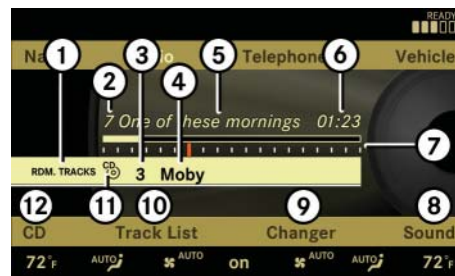 READY
Na 1 3 io 5 Telephone 6 Vehicle
2 4
7 One of these mornings 01:23
7
RDM. TRACKS CD 3 Moby
12 11 10 9 8
CD Track List Changer Sound
72°F AUTO AUTO on AUTO AUTO 72°F